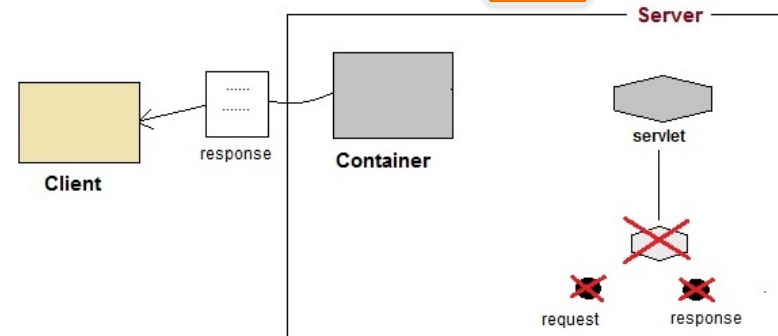 Server
response
Client
Container
servlet
request
response